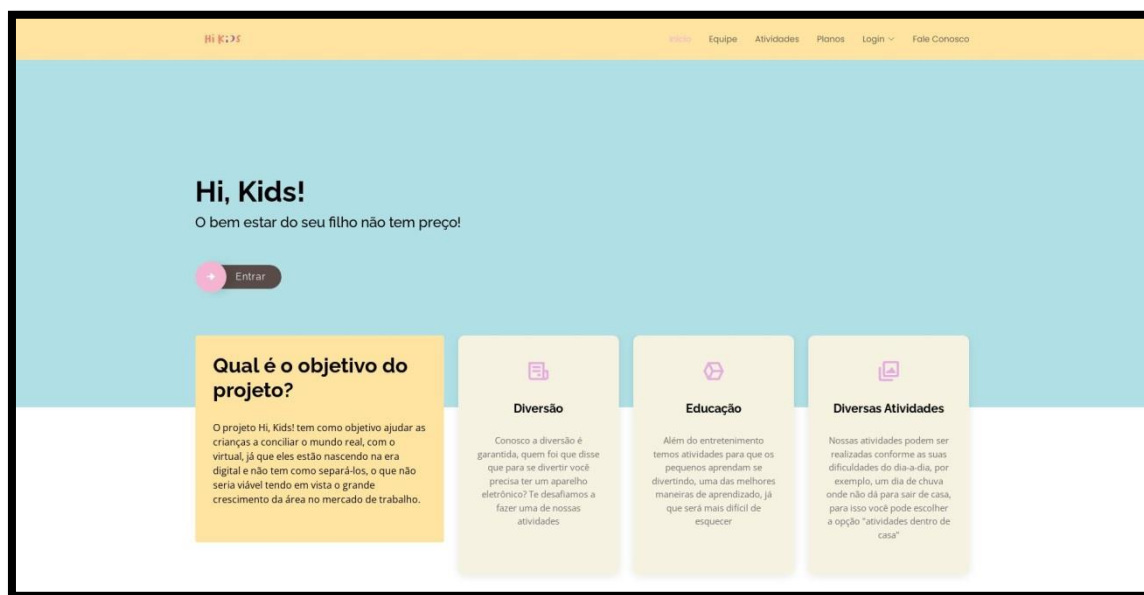 Hi Kids
Início Equipe Atividades Planos Login Fale Conosco
Hi, Kids!
O bem estar do seu filho não tem preço!
Entrar
Qual é o objetivo do
projeto?
O projeto Hi, Kids! tem como objetivo ajudar as
crianças a conciliar o mundo real, com o
virtual, já que eles estão nascendo na era
digital e não tem como separá-los, o que não
seria viável tendo em vista o grande
crescimento da área no mercado de trabalho.
Diversão
Conosco a diversão é
garantida, quem foi que disse
que para se divertir você
precisa ter um aparelho
eletrônico? Te desafiamos a
fazer uma de nossas
atividades
Educação
Além do entretenimento
temos atividades para que os
pequenos aprendam se
divertindo, uma das melhores
maneiras de aprendizado, já
que será mais difícil de
esquecer
Diversas Atividades
Nossas atividades podem ser
realizadas conforme as suas
dificuldades do dia-a-dia, por
exemplo, um dia de chuva
onde não dá para sair de casa,
para isso você pode escolher
a opção "atividades dentro de
casa"